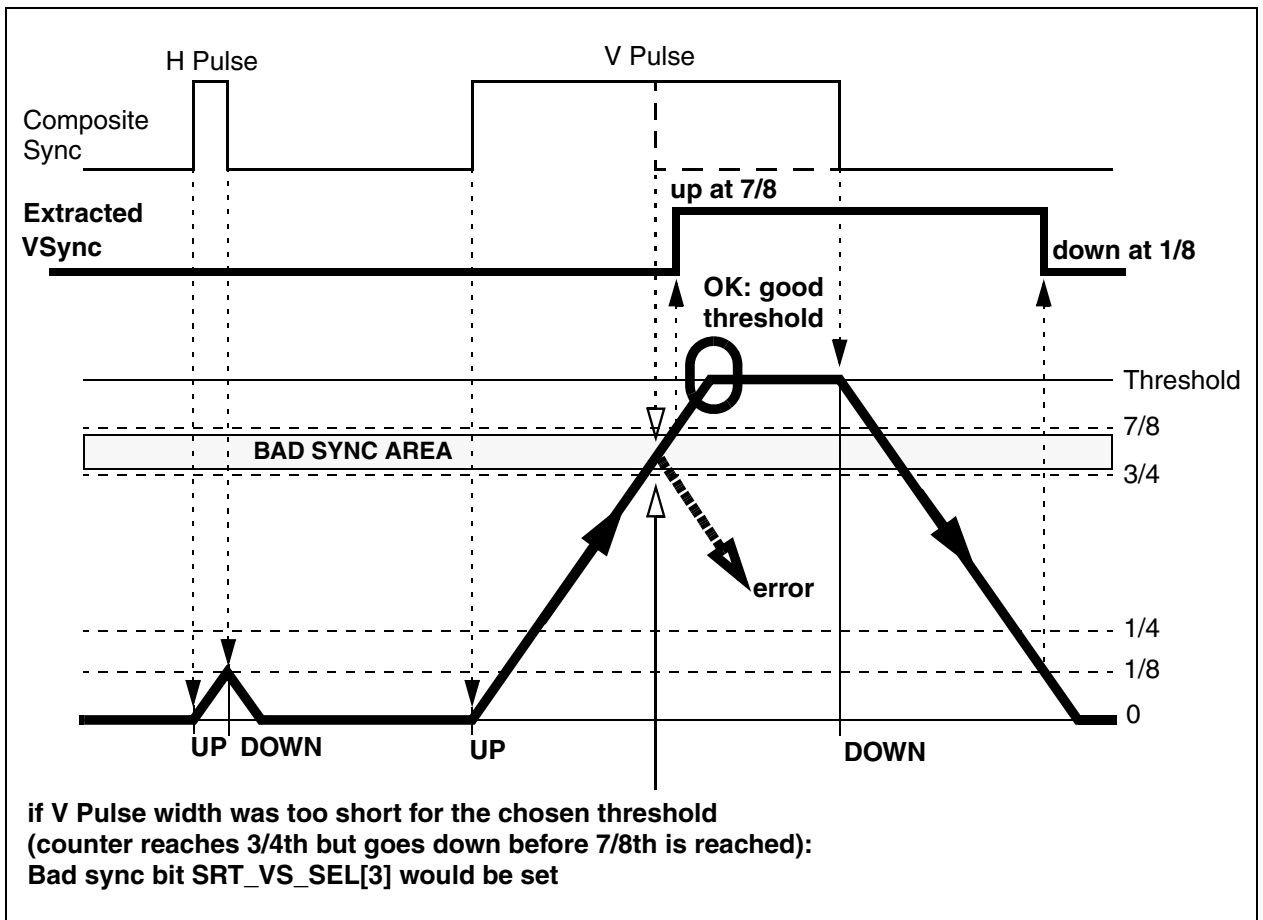 H Pulse
V Pulse
Composite
Sync
up at 7/8
Extracted
VSync
down at 1/8
OK: good
threshold
Threshold
7/8
BAD SYNC AREA
3/4
error
1/4
1/8
0
UP DOWN
UP
DOWN
if V Pulse width was too short for the chosen threshold
(counter reaches 3/4th but goes down before 7/8th is reached):
Bad sync bit SRT_VS_SEL[3] would be set